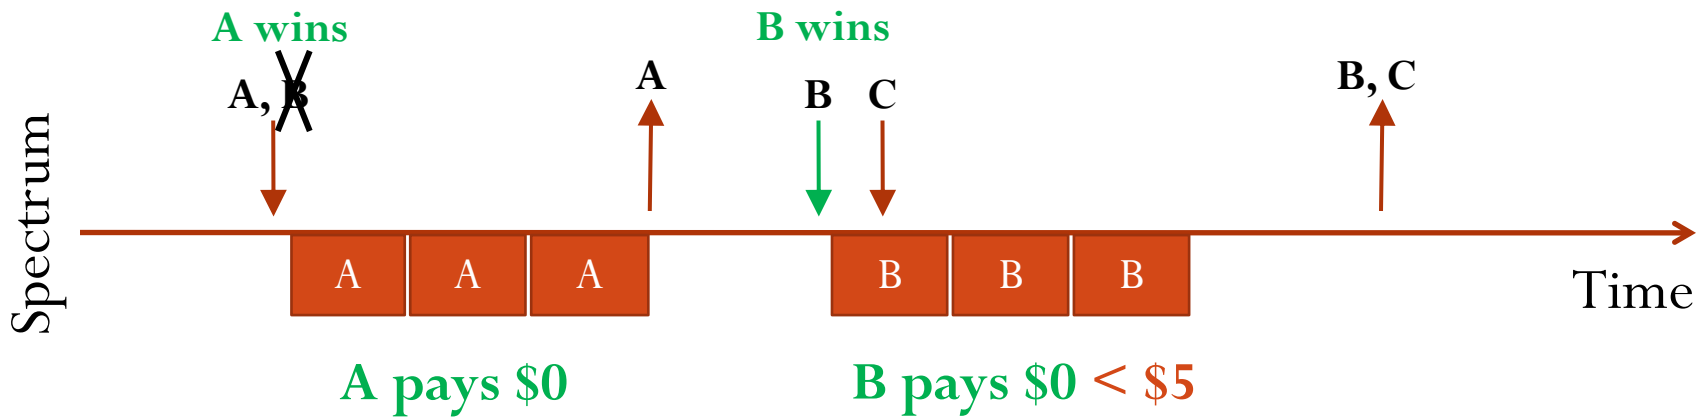 A wins
B wins
A, B
A
B
C
B, C
Spectrum
A
A
A
B
B
B
Time
A pays $0
B pays $0 < $5